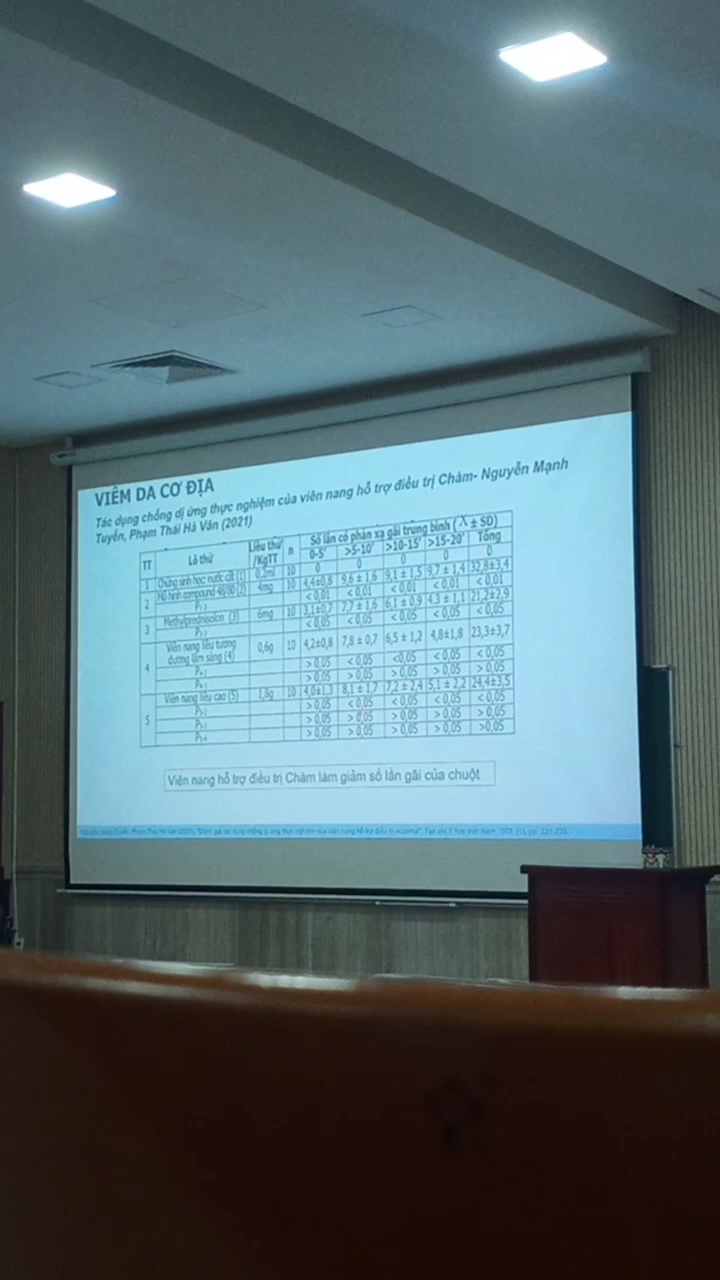 VIÊM DA CƠ ĐỊA
Tác dụng chống dị ứng thực nghiệm của viên nang hỗ trợ điều trị Chàm- Nguyễn Mạnh
Tuyển, Phạm Thái Hà Văn (2021)
TT Lô thử Liều thử /KgTT n Số lần có phản xạ gãi trung bình (X ± SD)
0-5' >5-10' >10-15' >15-20' Tổng
1 Chứng sinh học nước cất (1) 0,2ml 10 0 0 0 0 0
2 Mô hình compound 48/80 (2) 4mg 10 4,4±0,8 9,6 ± 1,6 9,1 ± 1,5 9,7 ± 1,4 32,8±3,4
< 0,01 < 0,01 < 0,01 < 0,01 < 0,01
3 Methylprednisolon (3) 6mg 10 3,1±0,7 7,7 ± 1,6 6,1 ± 0,9 4,3 ± 1,1 21,2±2,9
< 0,05 < 0,05 < 0,05 < 0,05 < 0,05
4 Viên nang liều tương đương lâm sàng (4) 0,6g 10 4,2±0,8 7,8 ± 0,7 6,5 ± 1,2 4,8±1,8 23,3±3,7
> 0,05 < 0,05 <0,05 < 0,05 < 0,05
> 0,05 > 0,05 > 0,05 > 0,05 > 0,05
5 Viên nang liều cao (5) 1,8g 10 4,0±1,3 8,1 ± 1,7 7,2 ± 2,4 5,1 ± 2,2 24,4±3,5
> 0,05 < 0,05 < 0,05 < 0,05 < 0,05
> 0,05 > 0,05 > 0,05 > 0,05 > 0,05
> 0,05 > 0,05 > 0,05 > 0,05 >0,05
Viên nang hỗ trợ điều trị Chàm làm giảm số lần gãi của chuột